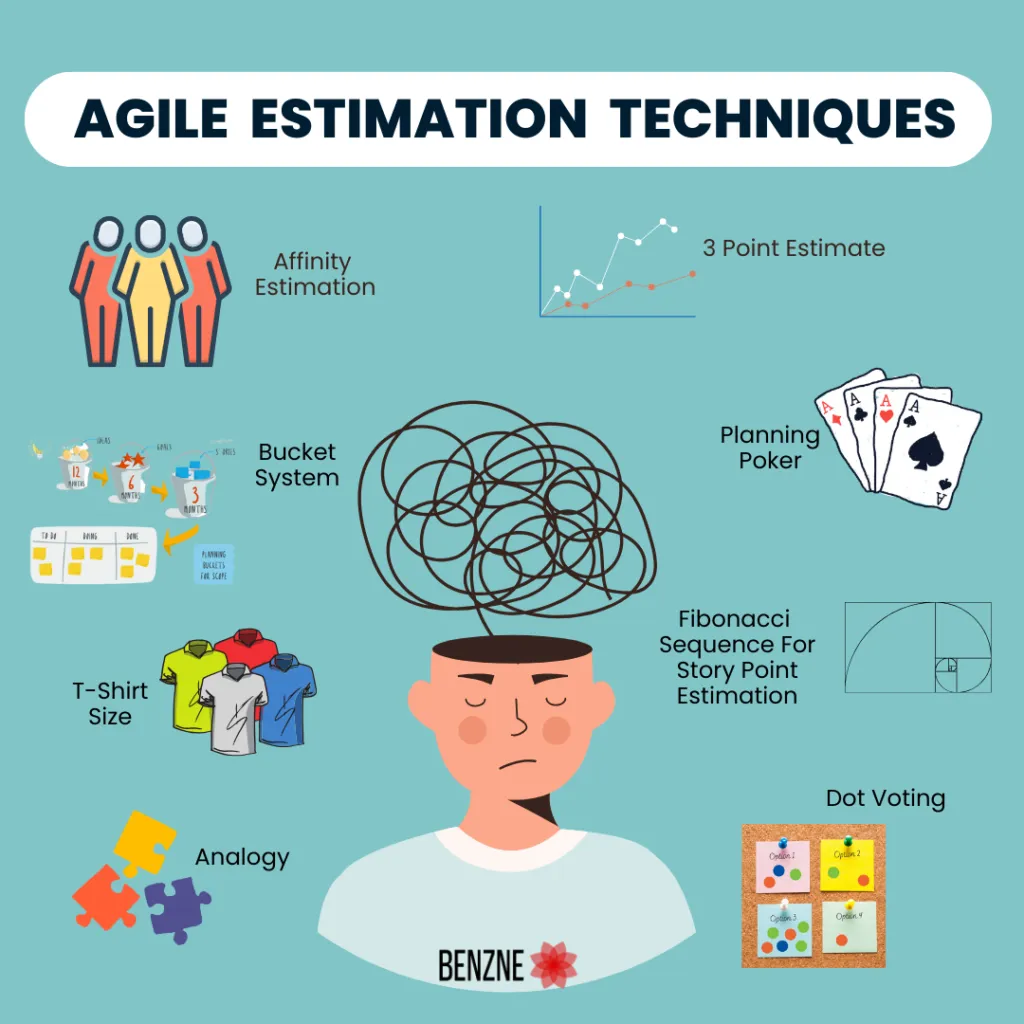 AGILE ESTIMATION TECHNIQUES
Affinity
Estimation
3 Point Estimate
Planning
Poker
A
A
A
A
A
Bucket
System
IDEAS
GOALS
12
MONTHS
6
MONTHS
3
MONTHS
TO DO
DOING
DONE
PLANNING
BUCKETS
FOR SCOPE
Fibonacci
Sequence For
Story Point
Estimation
T-Shirt
Size
Analogy
Dot Voting
Option 1
Option 2
Option 3
Option 4
BENZNE